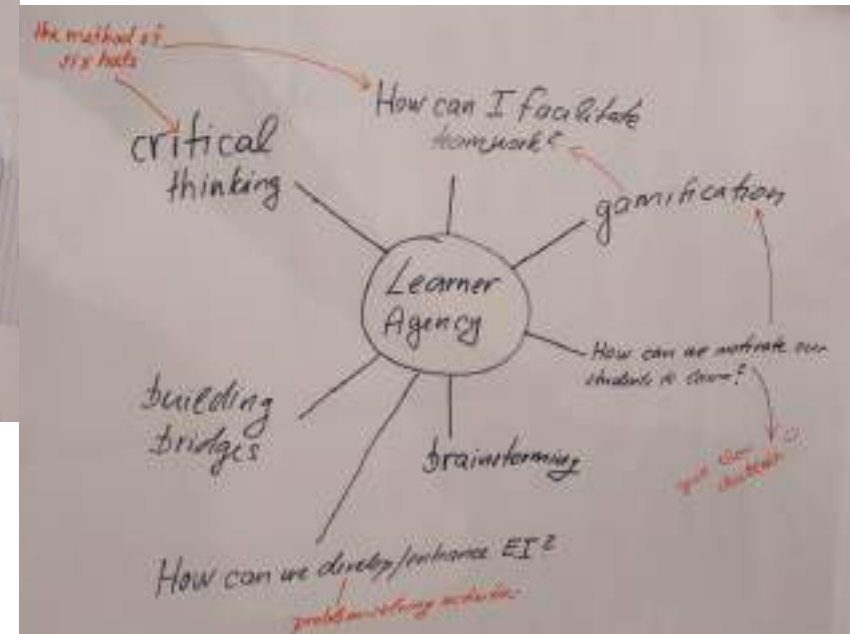 the method of
six hats
How can I facilitate
teamwork?
critical
thinking
gamification
Learner
Agency
How can we motivate our
students to learn?
building
bridges
brainstorming
How can we develop/enhance EI?
problem-solving activities